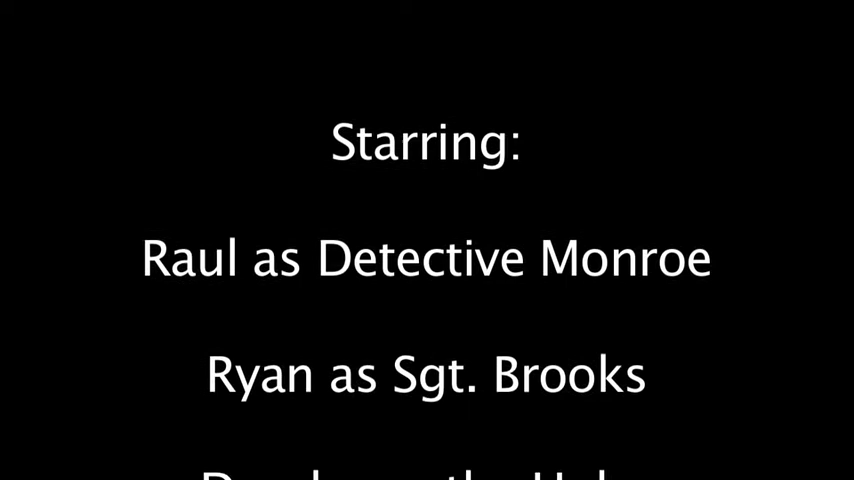 Starring:
Raul as Detective Monroe
Ryan as Sgt. Brooks